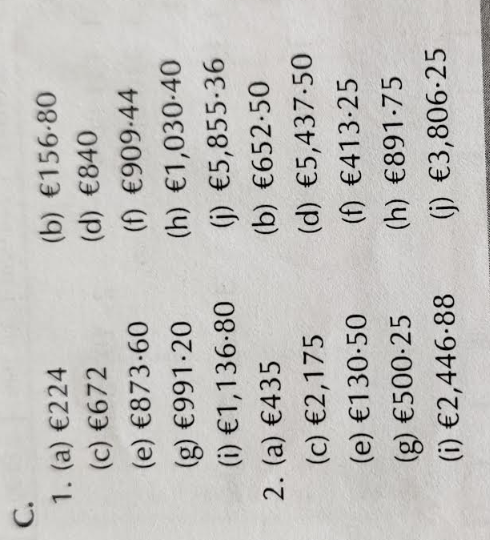 C.
1. (a) €224 (b) €156·80
(c) €672 (d) €840
(e) €873·60 (f) €909·44
(g) €991·20 (h) €1,030·40
(i) €1,136·80 (j) €5,855·36
2. (a) €435 (b) €652·50
(c) €2,175 (d) €5,437·50
(e) €130·50 (f) €413·25
(g) €500·25 (h) €891·75
(i) €2,446·88 (j) €3,806·25